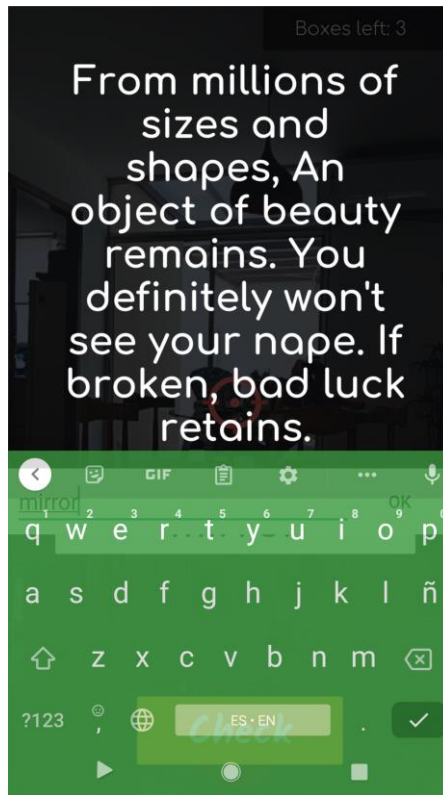 Boxes left: 3
From millions of
sizes and
shapes, An
object of beauty
remains. You
definitely won't
see your nape. If
broken, bad luck
retains.
GIF
mirror OK
1 2 3 4 5 6 7 8 9 0
q w e r t y u i o p
a s d f g h j k l ñ
z x c v b n m
?123 , ES • EN .
Check